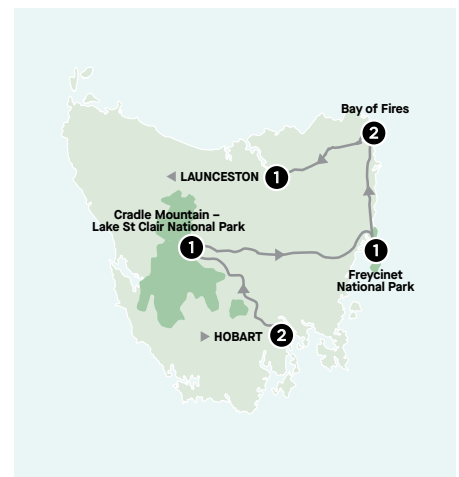 Bay of Fires
2
LAUNCESTON 1
Cradle Mountain –
Lake St Clair National Park
1
1
Freycinet
National Park
HOBART 2